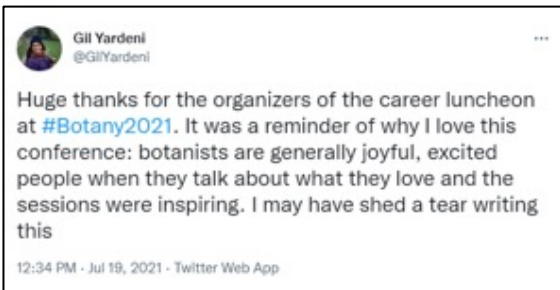 Gil Yardeni
@GilYardeni
Huge thanks for the organizers of the career luncheon
at #Botany2021. It was a reminder of why I love this
conference: botanists are generally joyful, excited
people when they talk about what they love and the
sessions were inspiring. I may have shed a tear writing
this
12:34 PM · Jul 19, 2021 · Twitter Web App